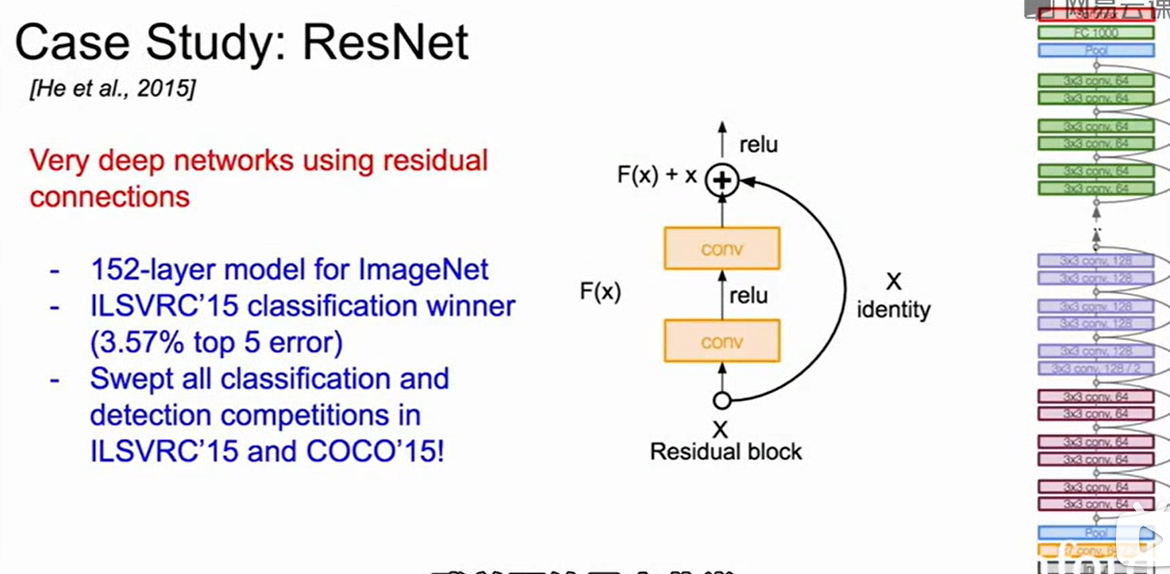 Case Study: ResNet
[He et al., 2015]
Very deep networks using residual
connections
- 152-layer model for ImageNet
- ILSVRC’15 classification winner
(3.57% top 5 error)
- Swept all classification and
detection competitions in
ILSVRC’15 and COCO’15!
relu
F(x) + x
conv
F(x)
relu
X
identity
conv
X
Residual block
网易云课
FC 1000
Pool
3x3 conv, 64
3x3 conv, 64
3x3 conv, 64
3x3 conv, 64
3x3 conv, 64
3x3 conv, 64
3x3 conv, 128
3x3 conv, 128
3x3 conv, 128
3x3 conv, 128
3x3 conv, 128
3x3 conv, 128 / 2
3x3 conv, 64
3x3 conv, 64
3x3 conv, 64
3x3 conv, 64
3x3 conv, 64
3x3 conv, 64
Pool